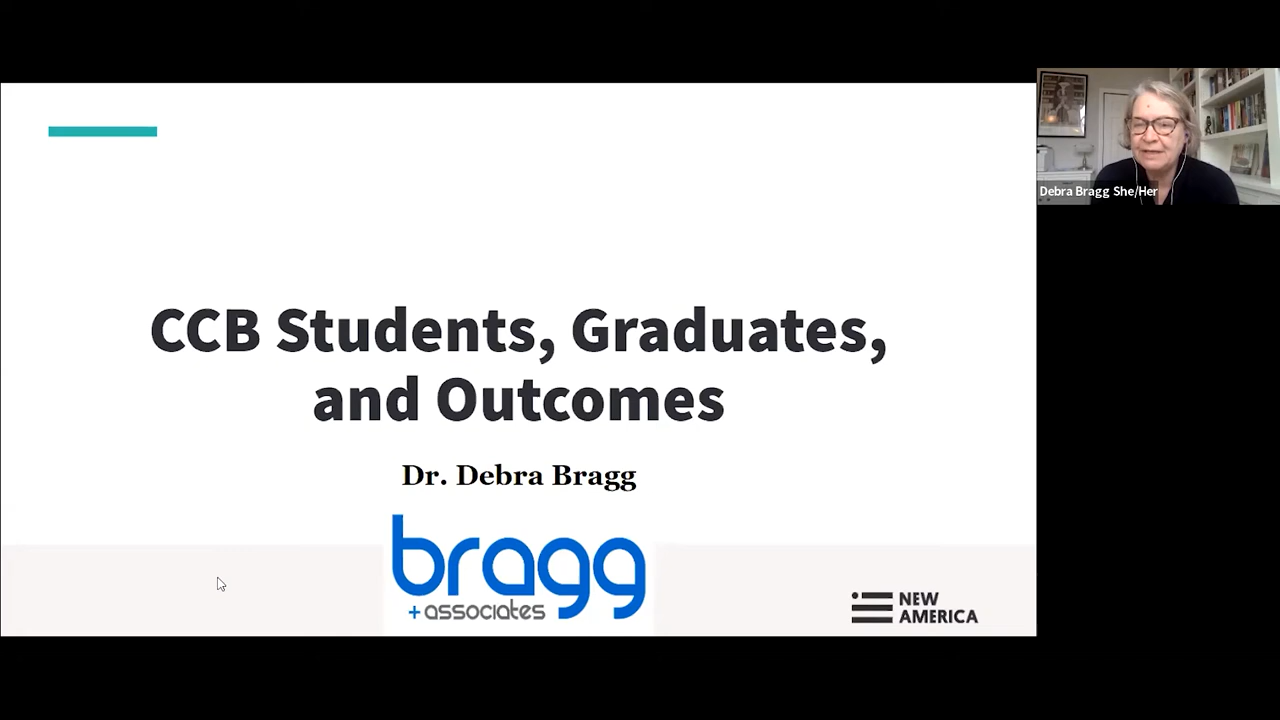 CCB Students, Graduates,
and Outcomes
Dr. Debra Bragg
bragg
+associates
NEW
AMERICA
Debra Bragg She/Her